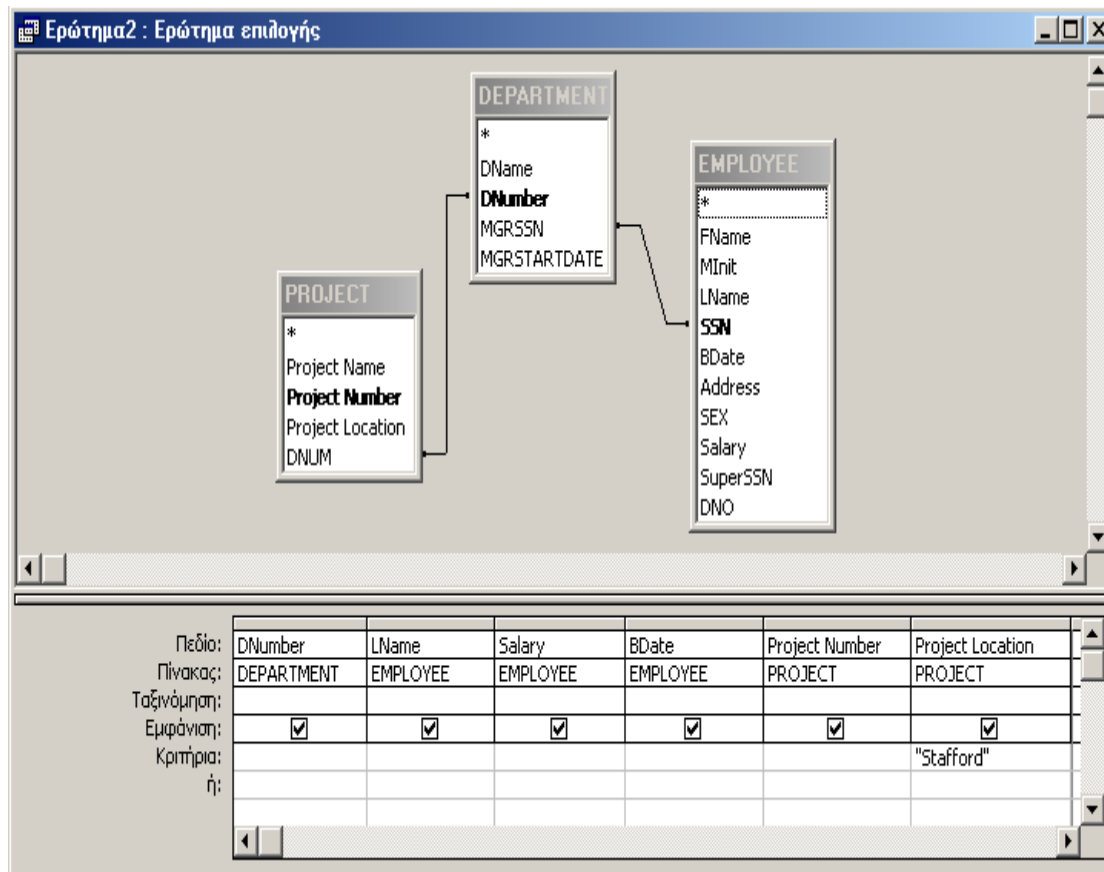 Ερώτημα2 : Ερώτημα επιλογής
DEPARTMENT
*
DName
DNumber
MGRSSN
MGRSTARTDATE
EMPLOYEE
*
FName
MInit
LName
SSN
BDate
Address
SEX
Salary
SuperSSN
DNO
PROJECT
*
Project Name
Project Number
Project Location
DNUM
Πεδίο: DNumber LName Salary BDate Project Number Project Location
Πίνακας: DEPARTMENT EMPLOYEE EMPLOYEE EMPLOYEE PROJECT PROJECT
Ταξινόμηση:
Εμφάνιση:
Κριτήρια: "Stafford"
ή: